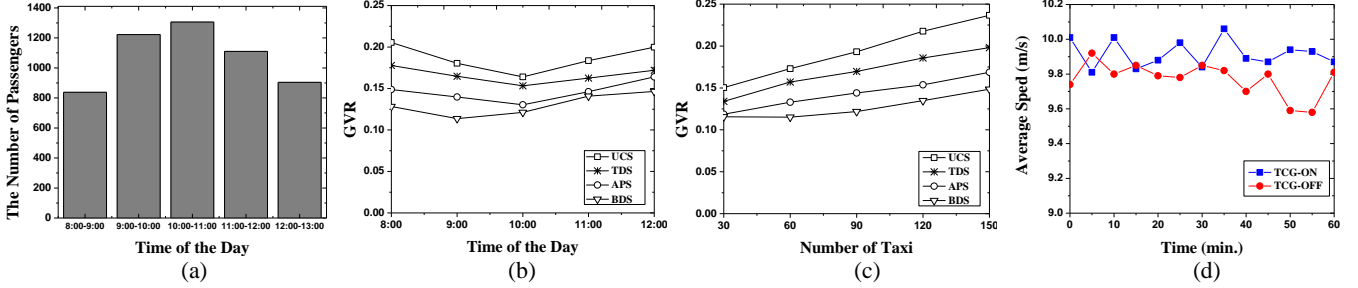 The Number of Passengers
1400
1200
1000
800
600
400
200
0
8:00-9:00 9:00-10:00 10:00-11:00 11:00-12:00 12:00-13:00
Time of the Day
(a)
GVR
0.25
0.20
0.15
0.10
0.05
0.00
UCS
TDS
APS
BDS
8:00 9:00 10:00 11:00 12:00
Time of the Day
(b)
GVR
0.25
0.20
0.15
0.10
0.05
0.00
UCS
TDS
APS
BDS
30 60 90 120 150
Number of Taxi
(c)
Average Sped (m/s)
10.2
10.0
9.8
9.6
9.4
9.2
9.0
TCG-ON
TCG-OFF
0 10 20 30 40 50 60
Time (min.)
(d)